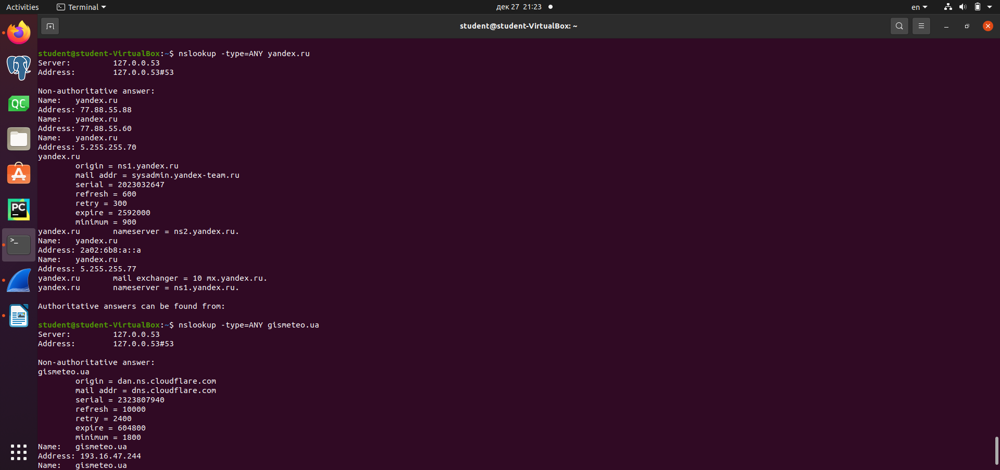 Activities
Terminal
дек 27 21:23
en
student@student-VirtualBox: ~
student@student-VirtualBox:~$ nslookup -type=ANY yandex.ru
Server:		127.0.0.53
Address:	127.0.0.53#53
Non-authoritative answer:
Name:	yandex.ru
Address: 77.88.55.88
Name:	yandex.ru
Address: 77.88.55.60
Name:	yandex.ru
Address: 5.255.255.70
yandex.ru
origin = ns1.yandex.ru
mail addr = sysadmin.yandex-team.ru
serial = 2023032647
refresh = 600
retry = 300
expire = 2592000
minimum = 900
yandex.ru	nameserver = ns2.yandex.ru.
Name:	yandex.ru
Address: 2a02:6b8:a::a
Name:	yandex.ru
Address: 5.255.255.77
yandex.ru	mail exchanger = 10 mx.yandex.ru.
yandex.ru	nameserver = ns1.yandex.ru.
Authoritative answers can be found from:
student@student-VirtualBox:~$ nslookup -type=ANY gismeteo.ua
Server:		127.0.0.53
Address:	127.0.0.53#53
Non-authoritative answer:
gismeteo.ua
origin = dan.ns.cloudflare.com
mail addr = dns.cloudflare.com
serial = 2323807940
refresh = 10000
retry = 2400
expire = 604800
minimum = 1800
Name:	gismeteo.ua
Address: 193.16.47.244
Name:	gismeteo.ua
QC
PC
>_